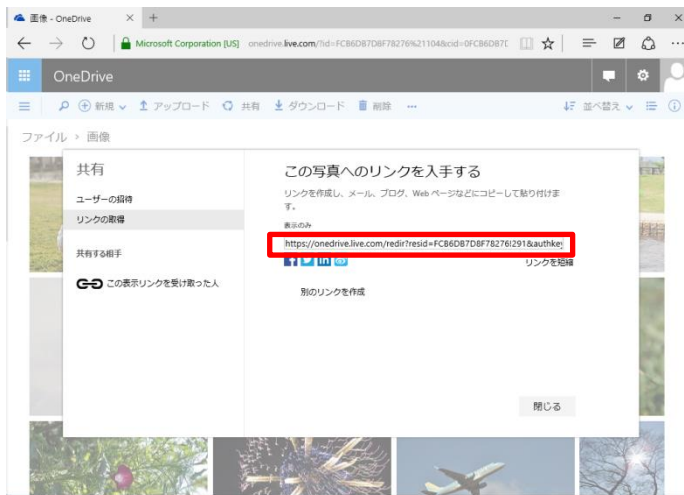 画像 - OneDrive
Microsoft Corporation [US] onedrive.live.com/?id=FCB6DB7D8F78276%21104&cid=0FCB6DB7D
OneDrive
新規 アップロード 共有 ダウンロード 削除 ... 並べ替え
ファイル > 画像
共有
ユーザーの招待
リンクの取得
共有する相手
この表示リンクを受け取った人
この写真へのリンクを入手する
リンクを作成し、メール、ブログ、Web ページなどにコピーして貼り付けま
す。
表示のみ
https://onedrive.live.com/redir?resid=FCB6DB7D8F78276!291&authkey
リンクを短縮
別のリンクを作成
閉じる